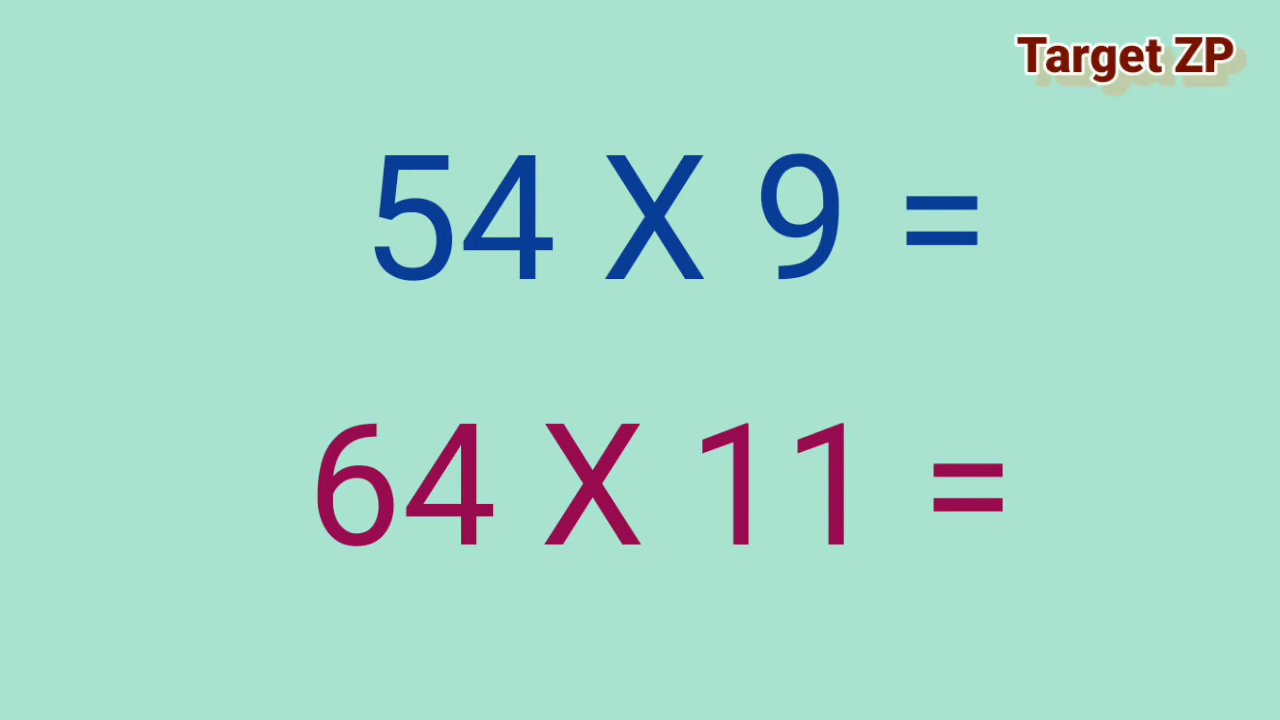 Target ZP
54 X 9 =
64 X 11 =